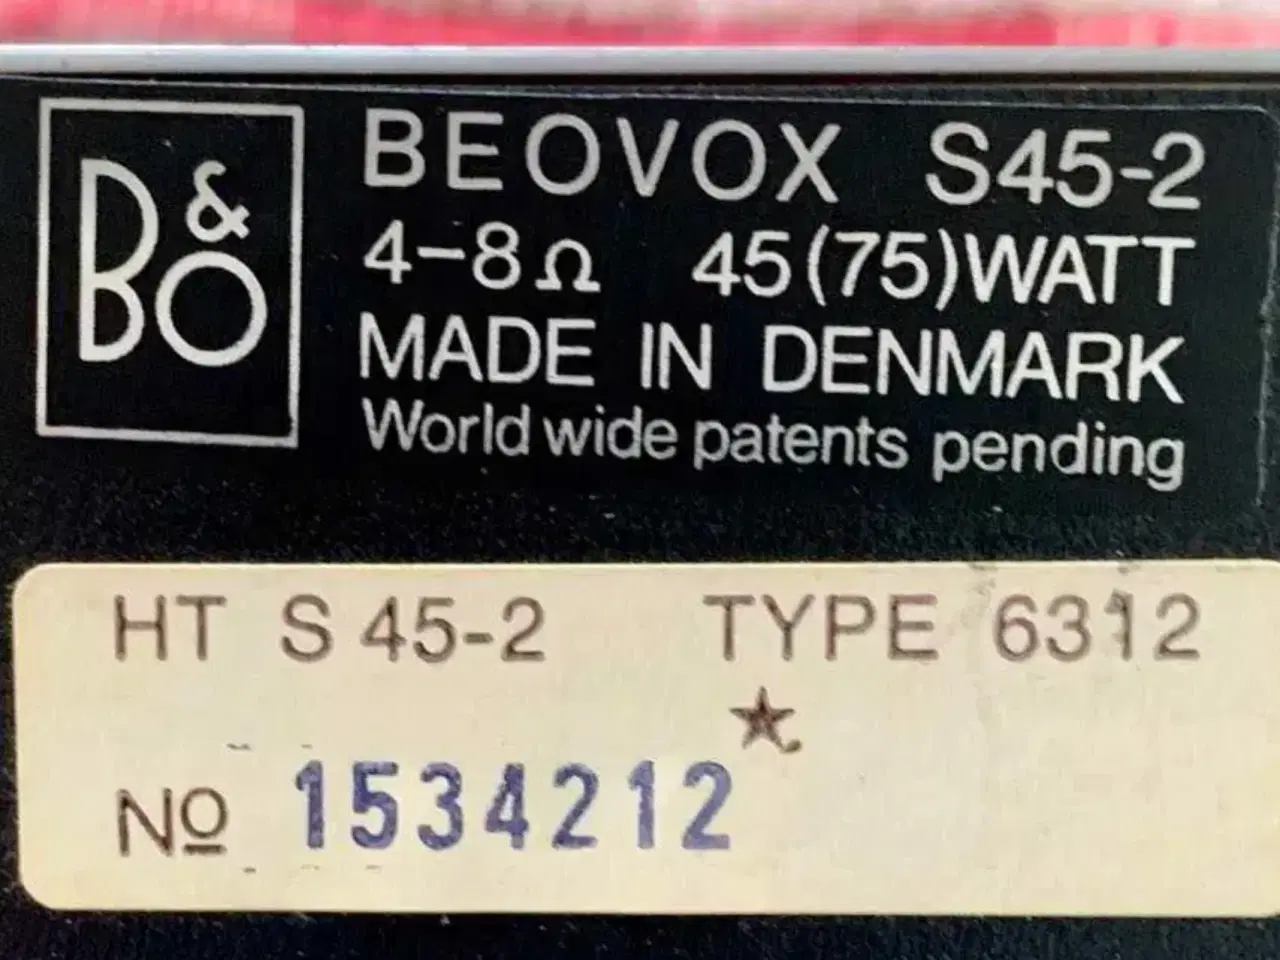 B&O
BEOVOX S45-2
4-8Ω 45(75)WATT
MADE IN DENMARK
World wide patents pending
HT S 45-2 TYPE 6312
★
Nº 1534212